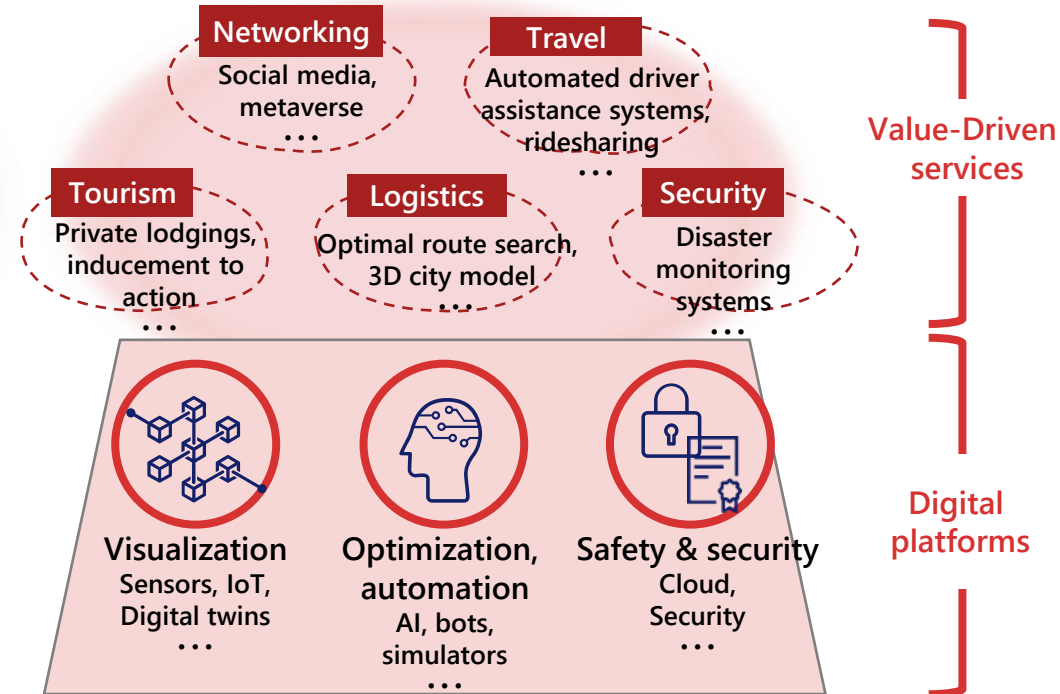 Networking
Social media,
metaverse
...
Travel
Automated driver
assistance systems,
ridesharing
...
Value-Driven
services
Tourism
Private lodgings,
inducement to
action
...
Logistics
Optimal route search,
3D city model
...
Security
Disaster
monitoring
systems
...
Visualization
Sensors, IoT,
Digital twins
...
Optimization,
automation
AI, bots,
simulators
...
Safety & security
Cloud,
Security
...
Digital
platforms